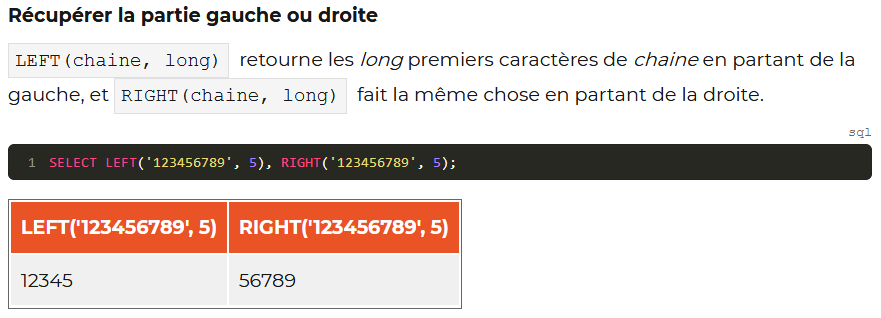 Récupérer la partie gauche ou droite
LEFT(chaine, long) retourne les long premiers caractères de chaine en partant de la
gauche, et RIGHT(chaine, long) fait la même chose en partant de la droite.
sql
1 SELECT LEFT('123456789', 5), RIGHT('123456789', 5);
LEFT('123456789', 5) RIGHT('123456789', 5)
12345 56789